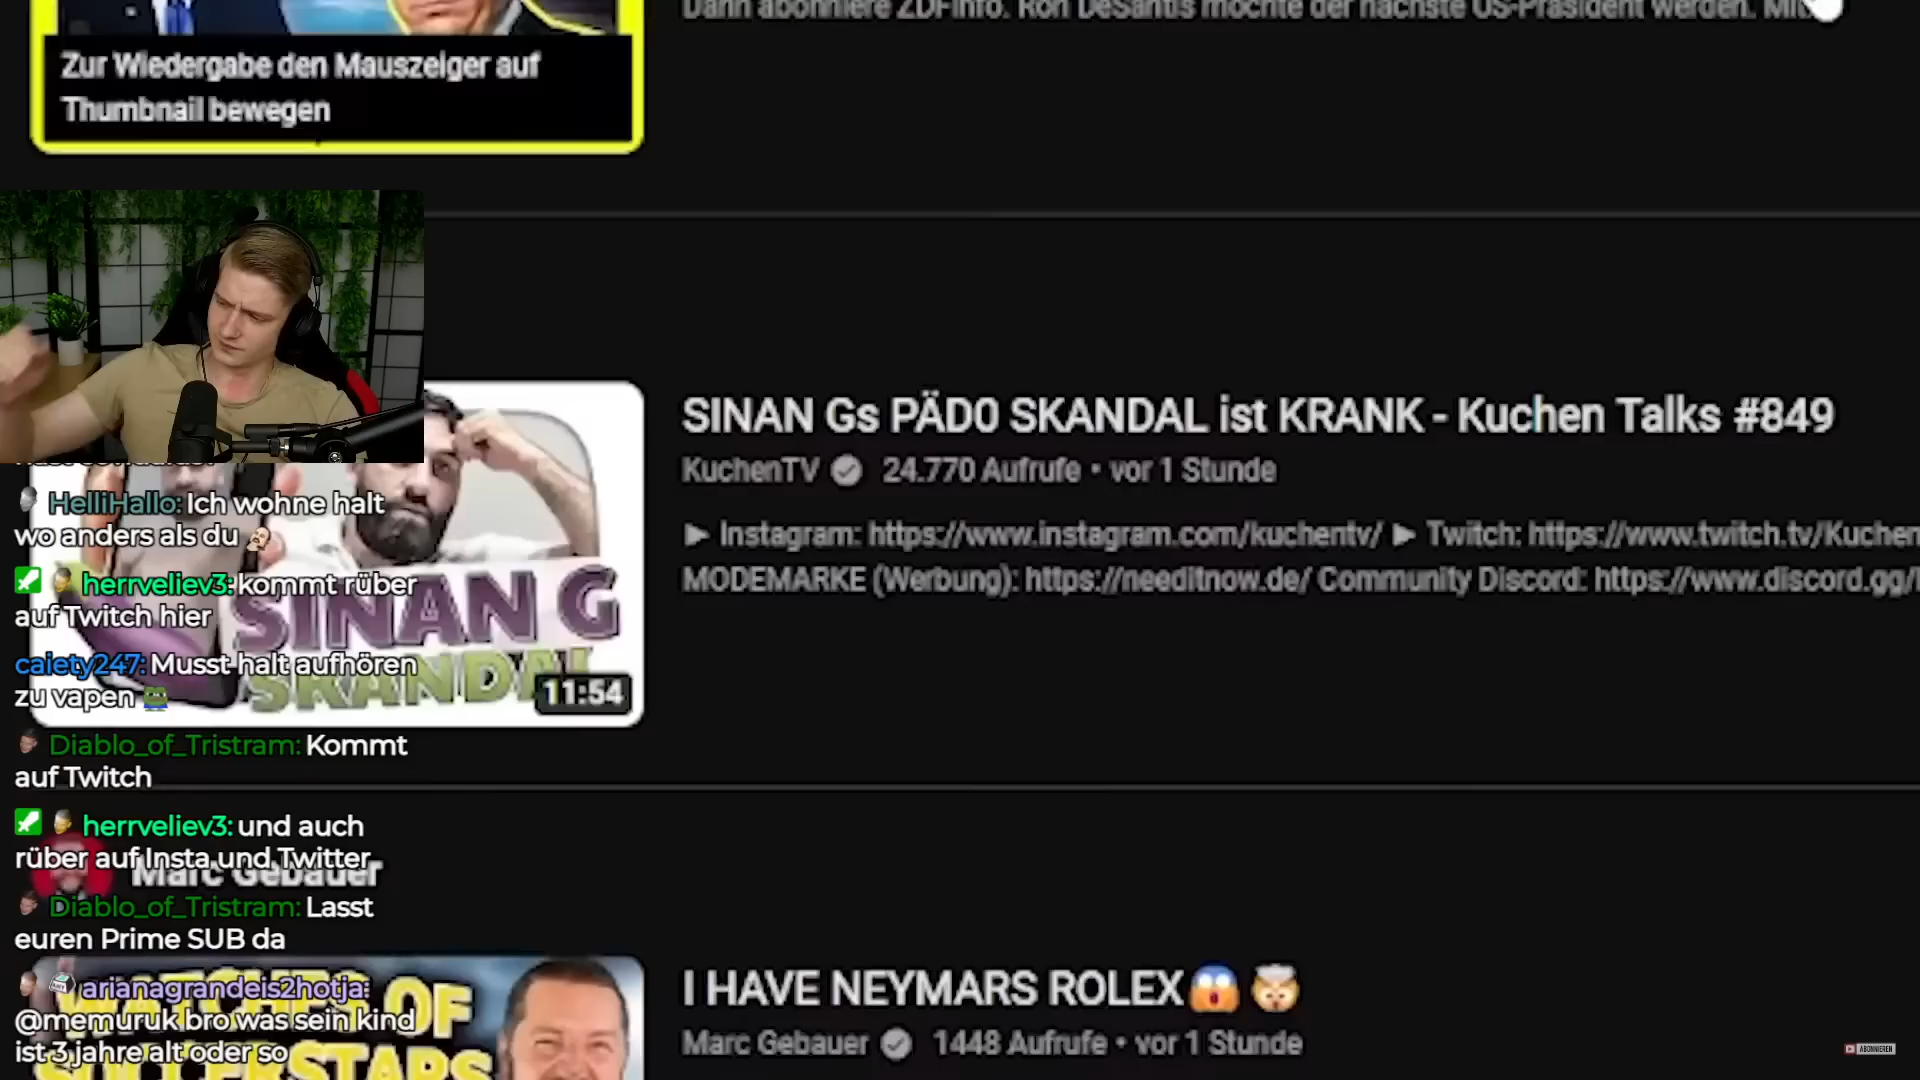 Dann abonniere ZDFinfo. Ron DeSantis möchte der nächste US-Präsident werden. Mit
Zur Wiedergabe den Mauszeiger auf
Thumbnail bewegen
SINAN Gs PÄDO SKANDAL ist KRANK - Kuchen Talks #849
KuchenTV 24.770 Aufrufe • vor 1 Stunde
► Instagram: https://www.instagram.com/kuchentv/ ► Twitch: https://www.twitch.tv/Kuchen
MODEMARKE (Werbung): https://needitnow.de/ Community Discord: https://www.discord.gg/
SINAN G
SKANDAL
11:54
HelliHallo: Ich wohne halt
wo anders als du
herrveliev3: kommt rüber
auf Twitch hier
caiety247: Musst halt aufhören
zu vapen
Diablo_of_Tristram: Kommt
auf Twitch
herrveliev3: und auch
rüber auf Insta und Twitter
Marc Gebauer
Diablo_of_Tristram: Lasst
euren Prime SUB da
arianagrandeis2hotja:
@memuruk bro was sein kind
ist 3 jahre alt oder so
WATCHES OF
I HAVE NEYMARS ROLEX😱🤯
Marc Gebauer 1448 Aufrufe • vor 1 Stunde
ABONNIEREN